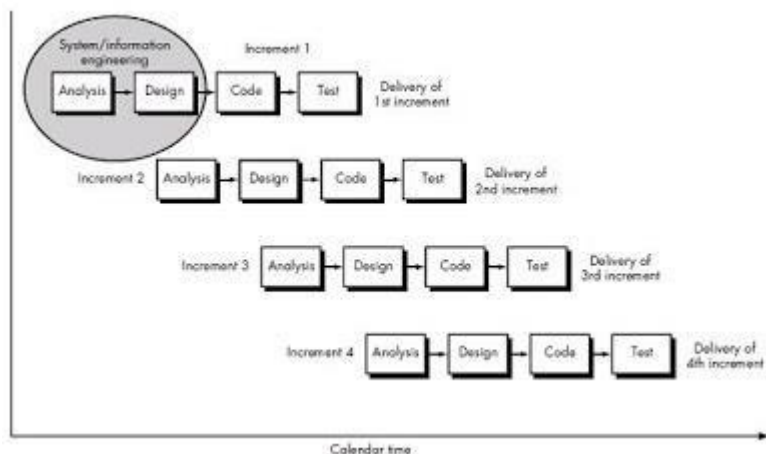 System/information
engineering
Increment 1
Analysis
Design
Code
Test
Delivery of
1st increment
Increment 2
Analysis
Design
Code
Test
Delivery of
2nd increment
Increment 3
Analysis
Design
Code
Test
Delivery of
3rd increment
Increment 4
Analysis
Design
Code
Test
Delivery of
4th increment
Calendar time